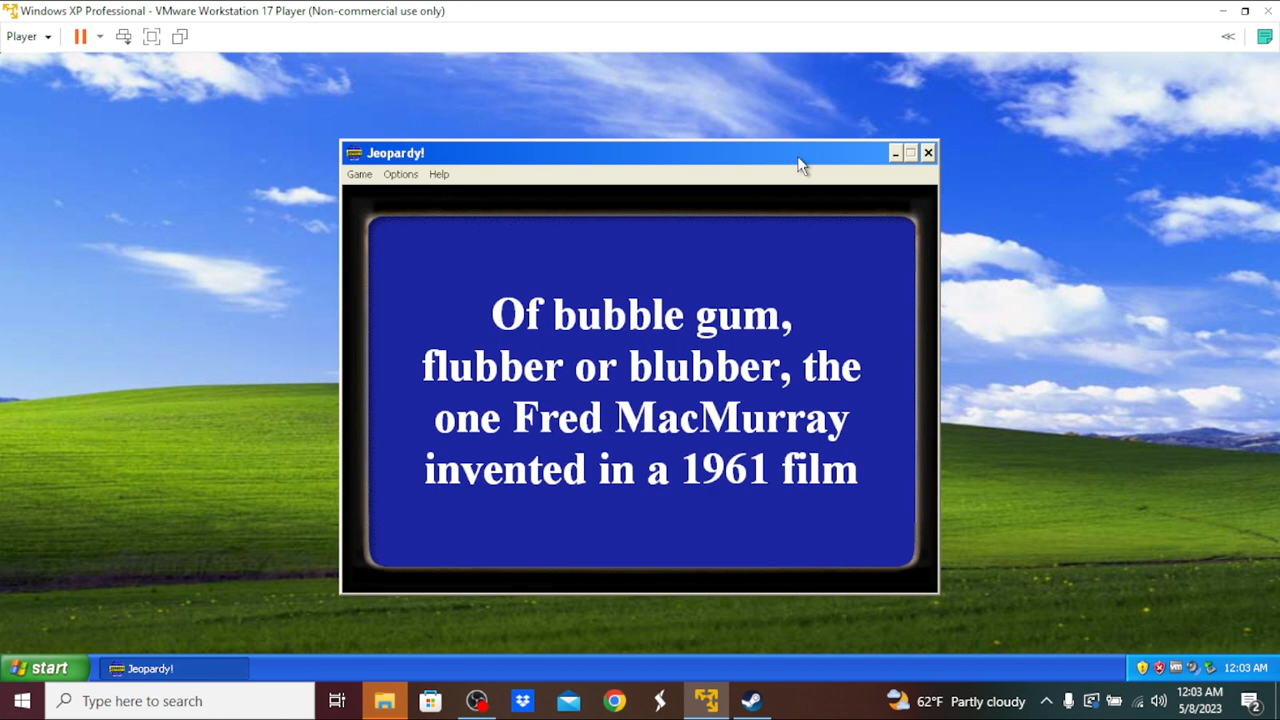 Windows XP Professional - VMware Workstation 17 Player (Non-commercial use only)
Player
Jeopardy!
Game Options Help
Of bubble gum,
flubber or blubber, the
one Fred MacMurray
invented in a 1961 film
start
Jeopardy!
12:03 AM
Type here to search
62°F Partly cloudy
12:03 AM
5/8/2023
2